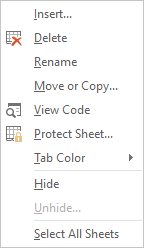 Insert...
Delete
Rename
Move or Copy...
View Code
Protect Sheet...
Tab Color
Hide
Unhide...
Select All Sheets